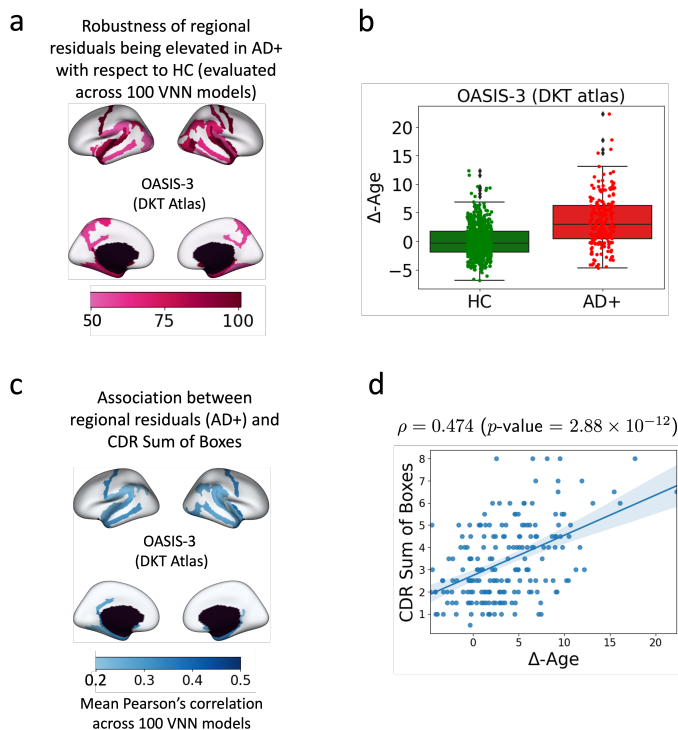 a
Robustness of regional
residuals being elevated in AD+
with respect to HC (evaluated
across 100 VNN models)
OASIS-3
(DKT Atlas)
50 75 100
b
OASIS-3 (DKT atlas)
Δ-Age
20
15
10
5
0
−5
HC AD+
c
Association between
regional residuals (AD+) and
CDR Sum of Boxes
OASIS-3
(DKT Atlas)
0.2 0.3 0.4 0.5
Mean Pearson's correlation
across 100 VNN models
d
ρ = 0.474 (p-value = 2.88 × 10⁻¹²)
CDR Sum of Boxes
8
7
6
5
4
3
2
1
0 5 10 15 20
Δ-Age